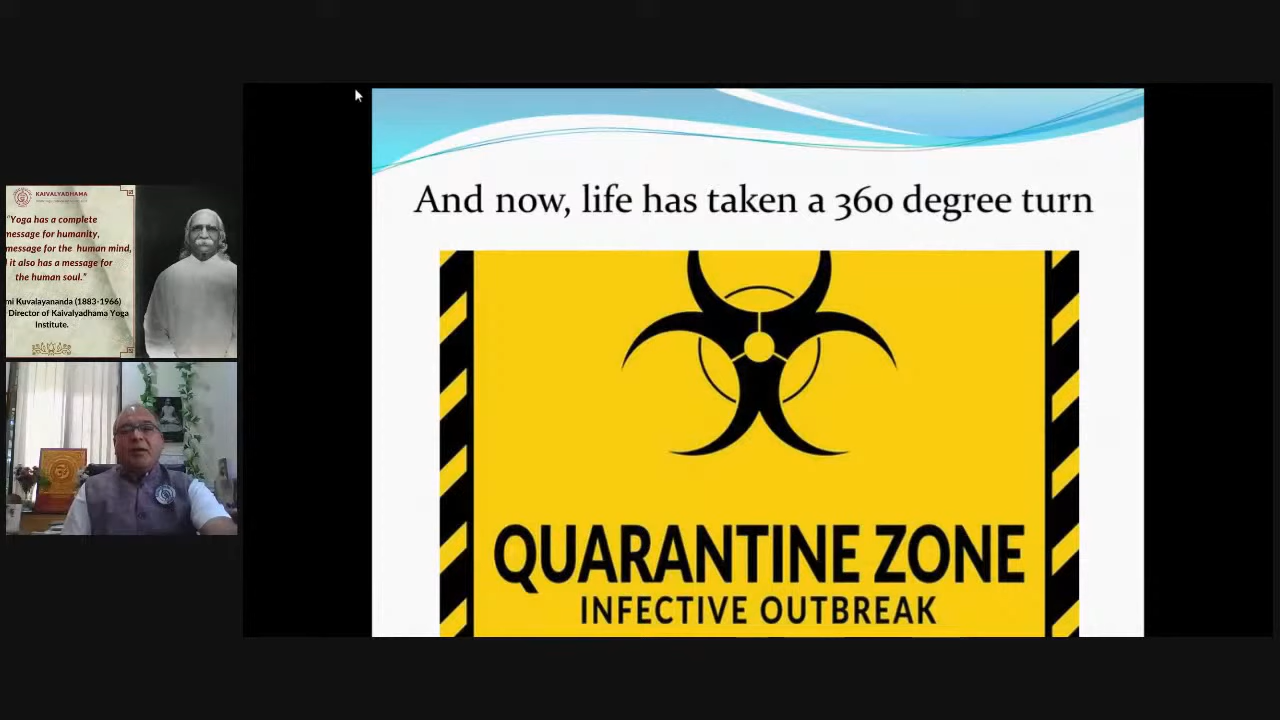 KAIVALYADHAMA
“Yoga has a complete
message for humanity,
message for the human mind,
it also has a message for
the human soul.”
Kuvalayananda (1883-1966)
Director of Kaivalyadhama Yoga
Institute.
And now, life has taken a 360 degree turn
QUARANTINE ZONE
INFECTIVE OUTBREAK